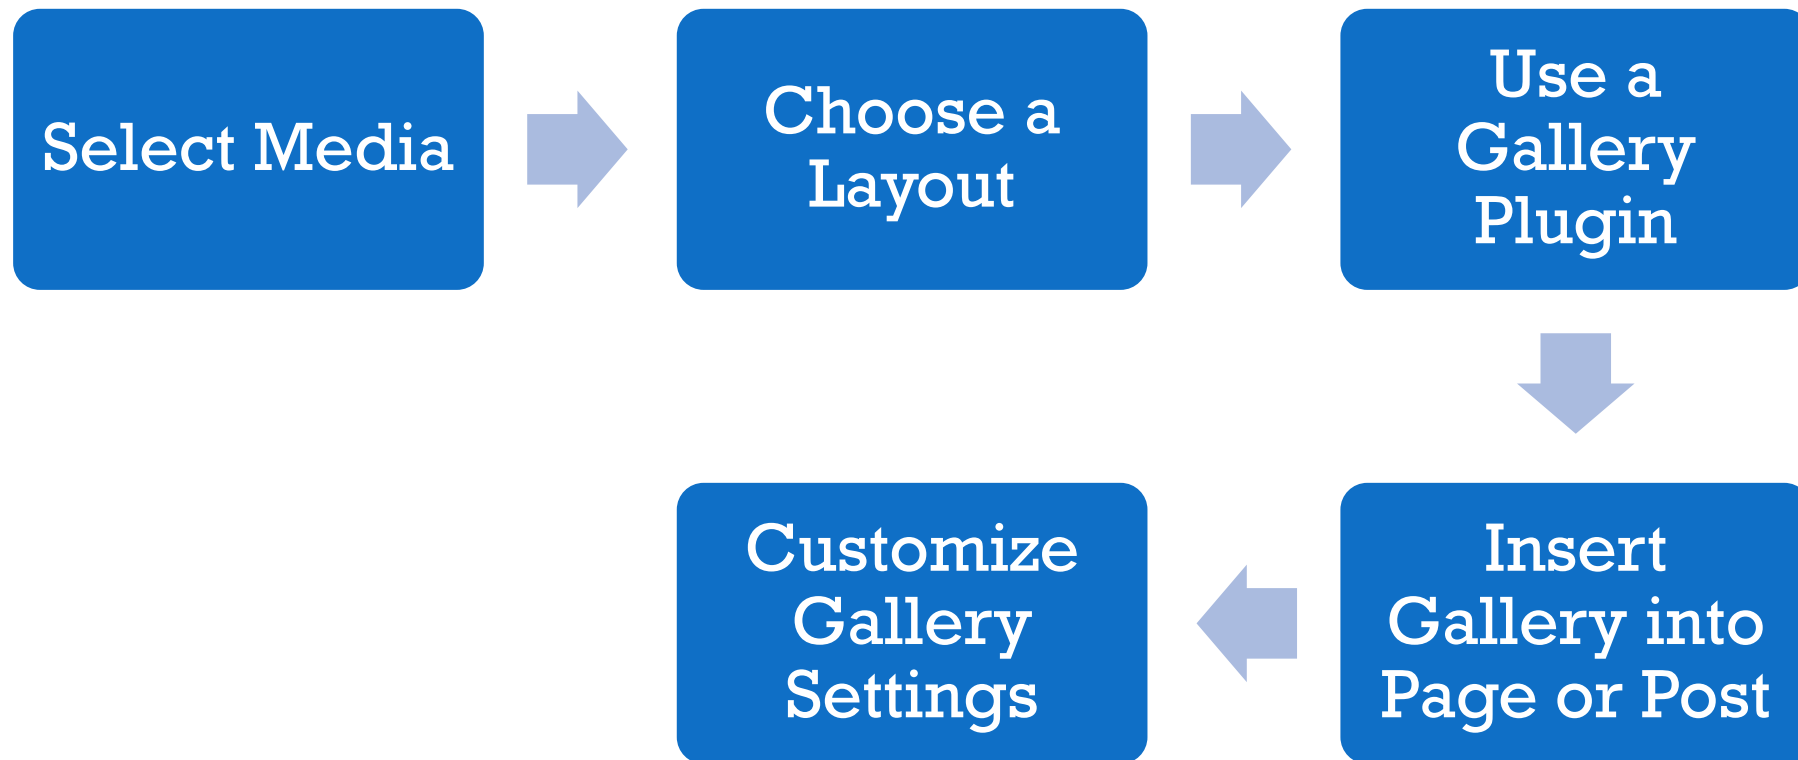 Select Media
Choose a
Layout
Use a
Gallery
Plugin
Insert
Gallery into
Page or Post
Customize
Gallery
Settings